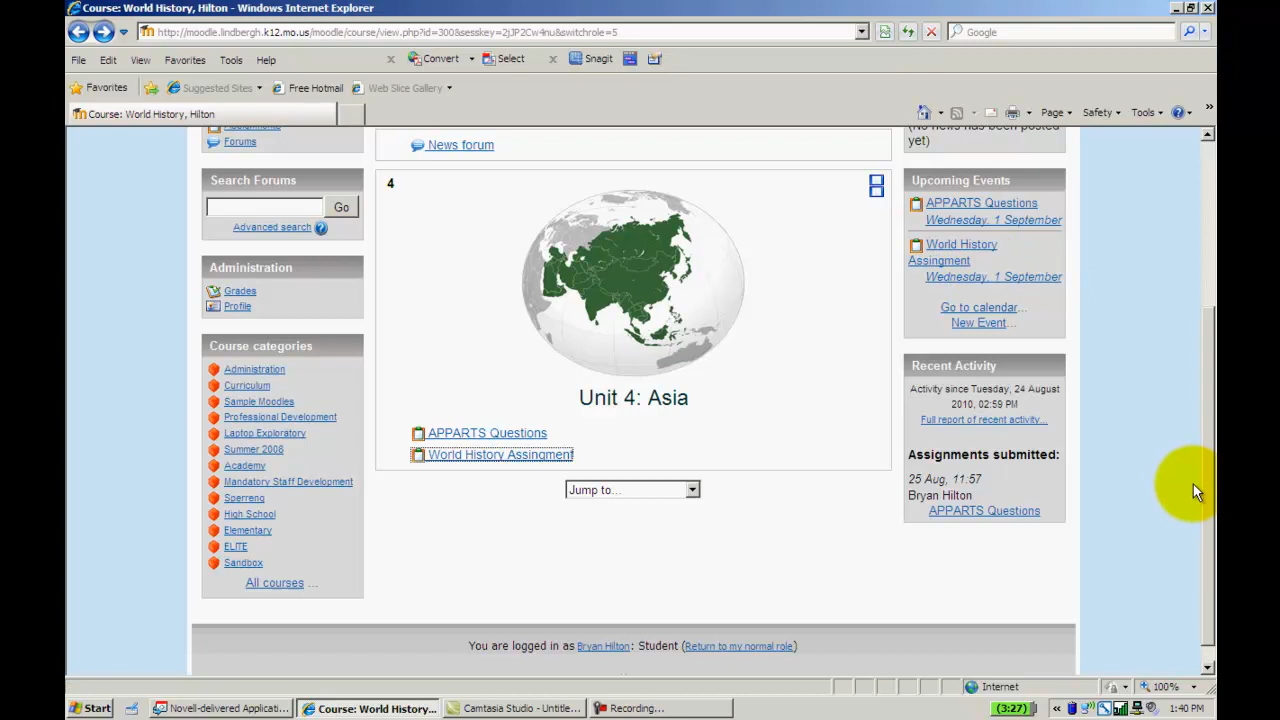 Course: World History, Hilton - Windows Internet Explorer
http://moodle.lindbergh.k12.mo.us/moodle/course/view.php?id=300&sesskey=2jJP2Cw4nu&switchrole=5
Google
File Edit View Favorites Tools Help
Convert Select
Snagit
Favorites Suggested Sites Free Hotmail Web Slice Gallery
Course: World History, Hilton
Page Safety Tools
Assignments
Forums
Search Forums
Go
Advanced search
Administration
Grades
Profile
Course categories
Administration
Curriculum
Sample Moodles
Professional Development
Laptop Exploratory
Summer 2008
Academy
Mandatory Staff Development
Sperreng
High School
Elementary
ELITE
Sandbox
All courses ...
News forum
4
Unit 4: Asia
APPARTS Questions
World History Assingment
Jump to...
(No news has been posted
yet)
Upcoming Events
APPARTS Questions
Wednesday, 1 September
World History
Assingment
Wednesday, 1 September
Go to calendar...
New Event...
Recent Activity
Activity since Tuesday, 24 August
2010, 02:59 PM
Full report of recent activity...
Assignments submitted:
25 Aug, 11:57
Bryan Hilton
APPARTS Questions
You are logged in as Bryan Hilton: Student (Return to my normal role)
Internet
100%
Start
Novell-delivered Applicati...
Course: World History...
Camtasia Studio - Untitle...
Recording...
(3:27)
1:40 PM